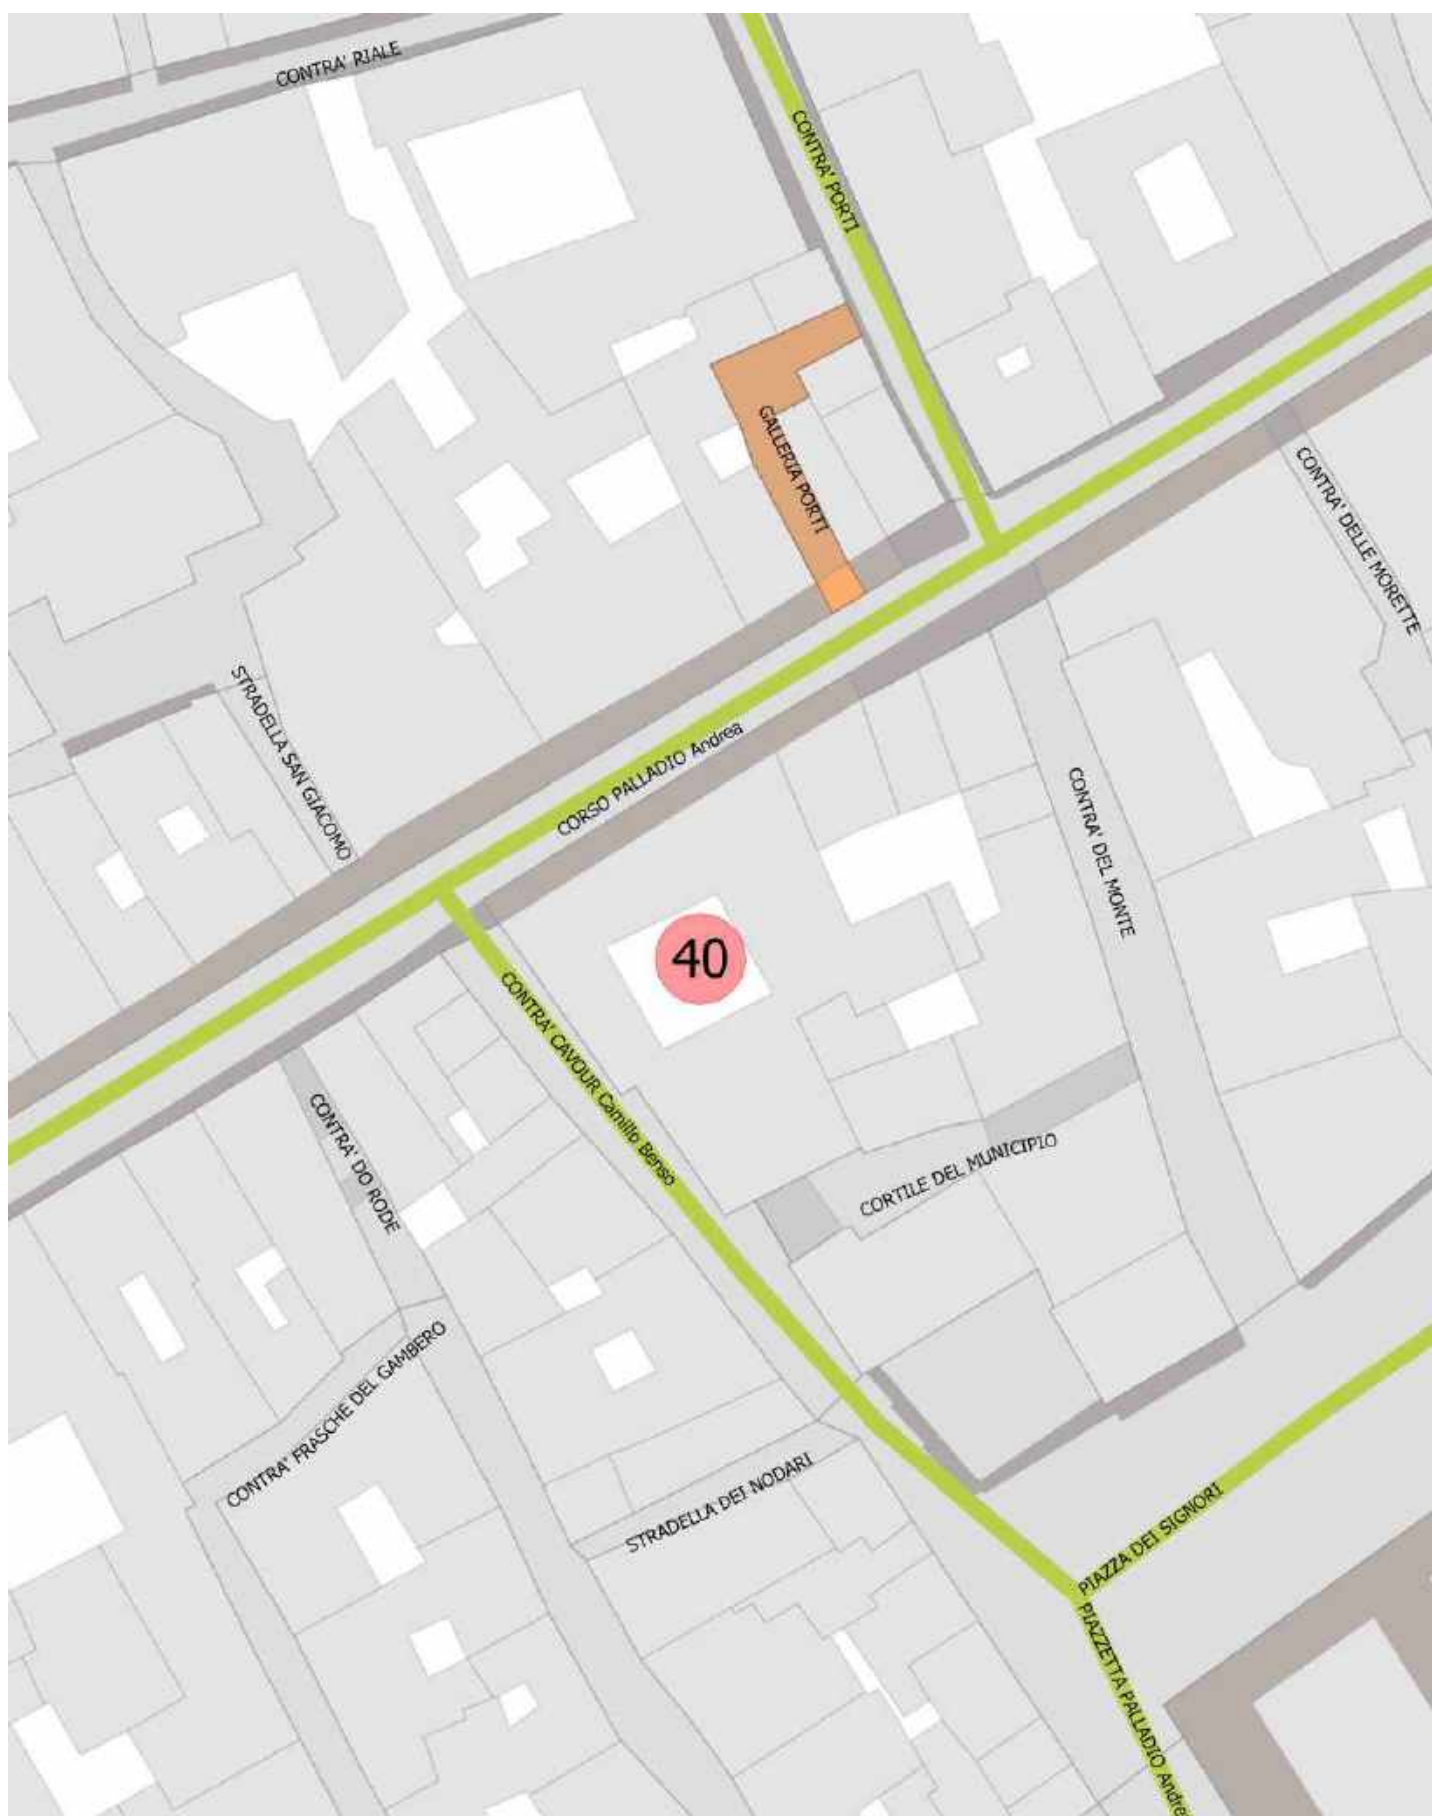 CONTRA' RIALE
CONTRA' PORTI
GALLERIA PORTI
CONTRA' DELLE MORETTE
STRADELLA SAN GIACOMO
CORSO PALLADIO Andrea
CONTRA' DEL MONTE
40
CONTRA' CAVOUR Camillo Benso
CONTRA' DO RODE
CORTILE DEL MUNICIPIO
CONTRA' FRASCHE DEL GAMBERO
STRADELLA DEI NODARI
PIAZZA DEI SIGNORI
PIAZZETTA PALLADIO Andre